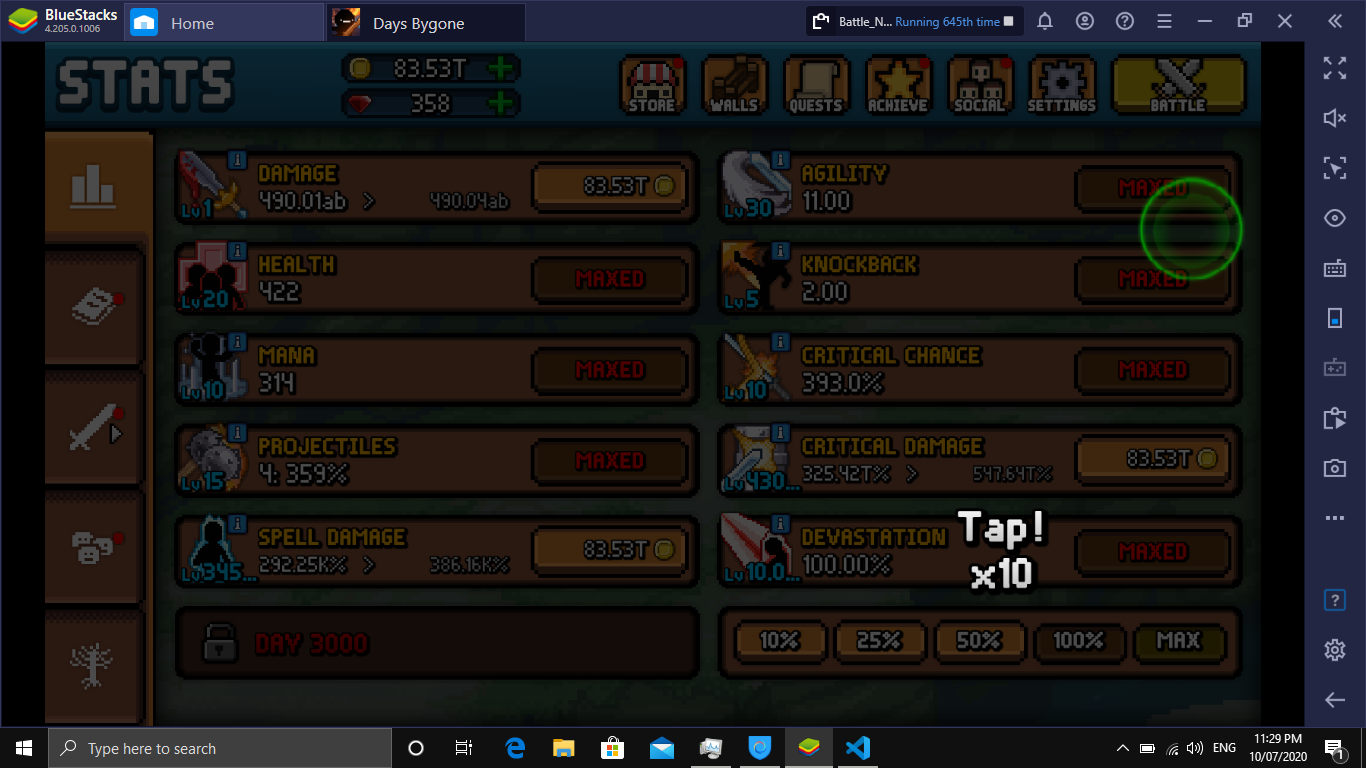 BlueStacks
4.205.0.1006
Home
Days Bygone
Battle_N... Running 645th time
STATS
83.53T
358
STORE
WALLS
QUESTS
ACHIEVE
SOCIAL
SETTINGS
BATTLE
DAMAGE
490.01ab > 490.04ab
Lv1
83.53T
AGILITY
11.00
Lv30
MAXED
HEALTH
422
Lv20
MAXED
KNOCKBACK
2.00
Lv5
MAXED
MANA
314
Lv10
MAXED
CRITICAL CHANCE
393.0%
Lv10
MAXED
PROJECTILES
4: 359%
Lv15
MAXED
CRITICAL DAMAGE
325.42T% > 547.64T%
Lv430...
83.53T
SPELL DAMAGE
292.25K% > 386.16K%
Lv345...
83.53T
DEVASTATION
100.00%
Lv10.0...
MAXED
Tap!
x10
DAY 3000
10%
25%
50%
100%
MAX
Type here to search
ENG
11:29 PM
10/07/2020
1